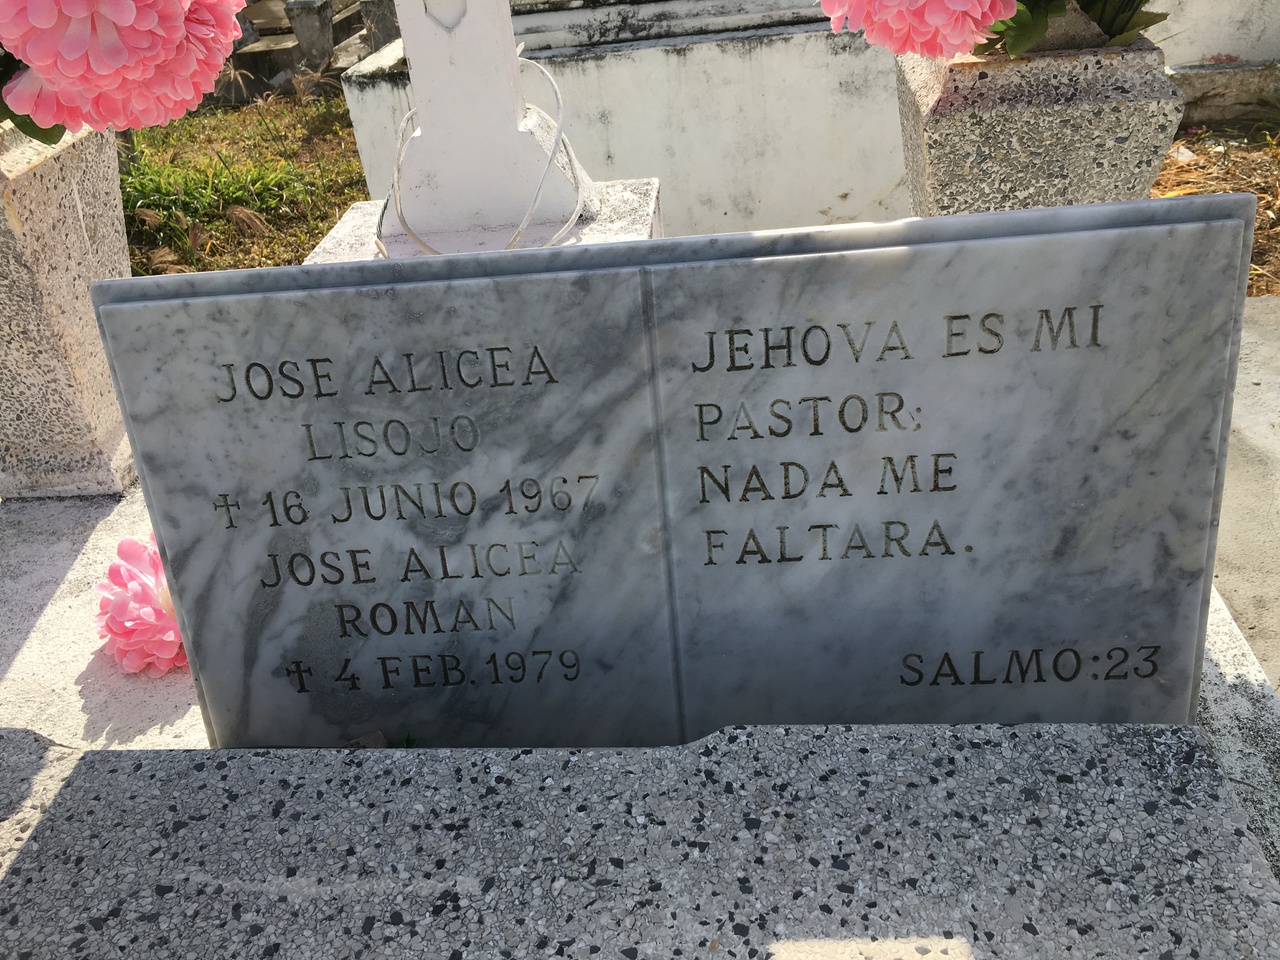 JOSE ALICEA
LISOJO
✝ 16 JUNIO 1967
JOSE ALICEA
ROMAN
✝ 4 FEB. 1979
JEHOVA ES MI
PASTOR;
NADA ME
FALTARA.
SALMO:23